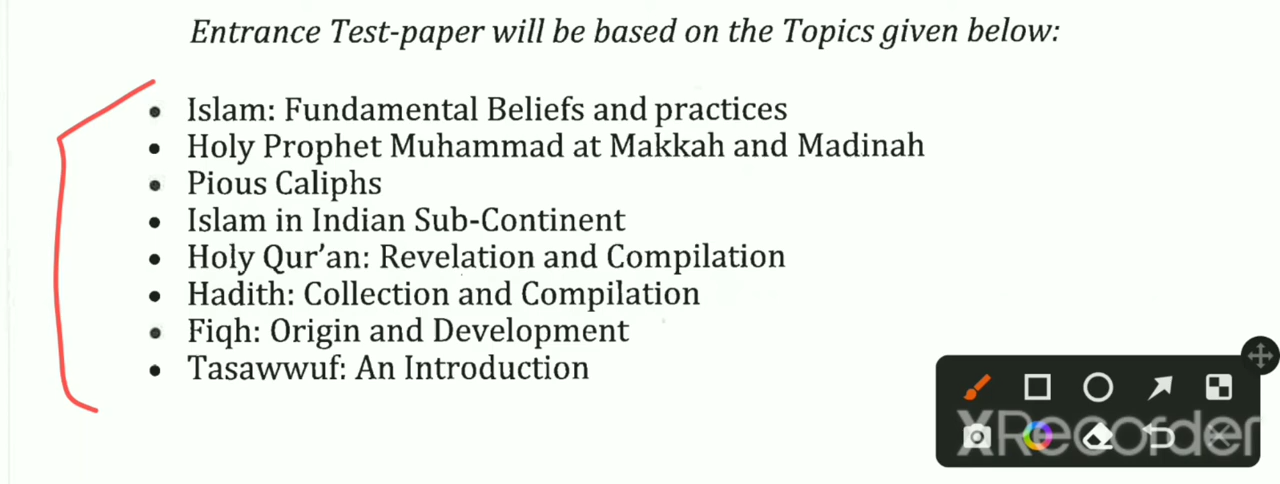 Entrance Test-paper will be based on the Topics given below:
• Islam: Fundamental Beliefs and practices
• Holy Prophet Muhammad at Makkah and Madinah
• Pious Caliphs
• Islam in Indian Sub-Continent
• Holy Qur’an: Revelation and Compilation
• Hadith: Collection and Compilation
• Fiqh: Origin and Development
• Tasawwuf: An Introduction
XRecorder